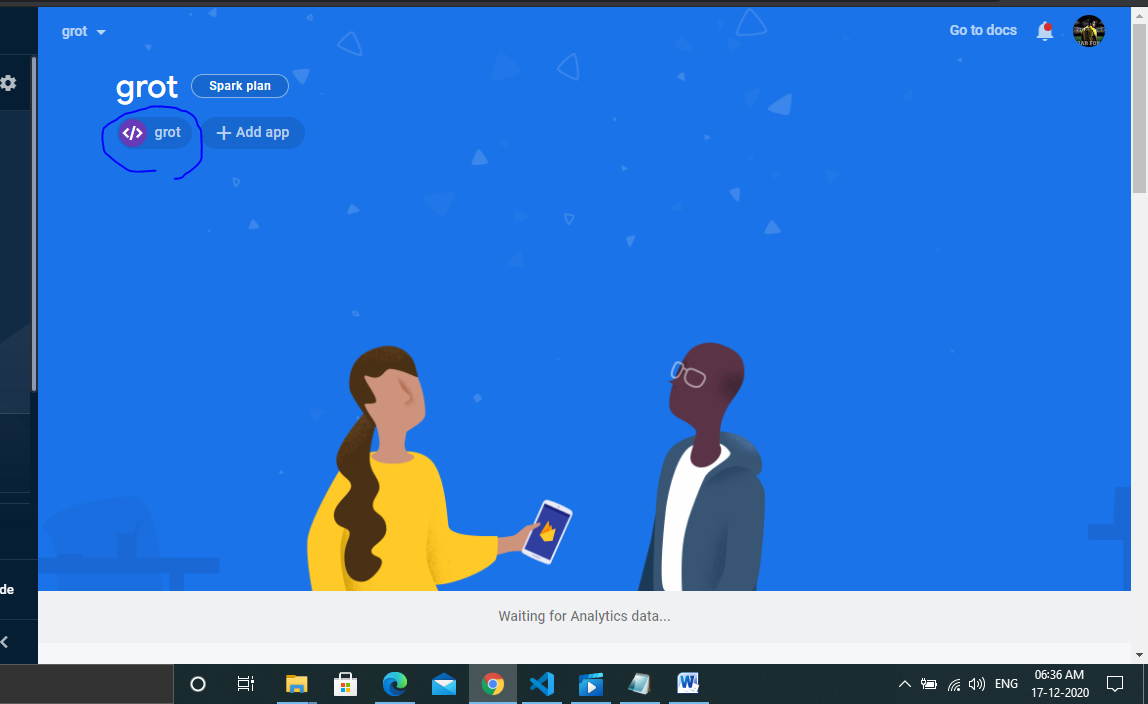 grot
Go to docs
grot
Spark plan
</> grot
+ Add app
de
Waiting for Analytics data...
ENG
06:36 AM
17-12-2020